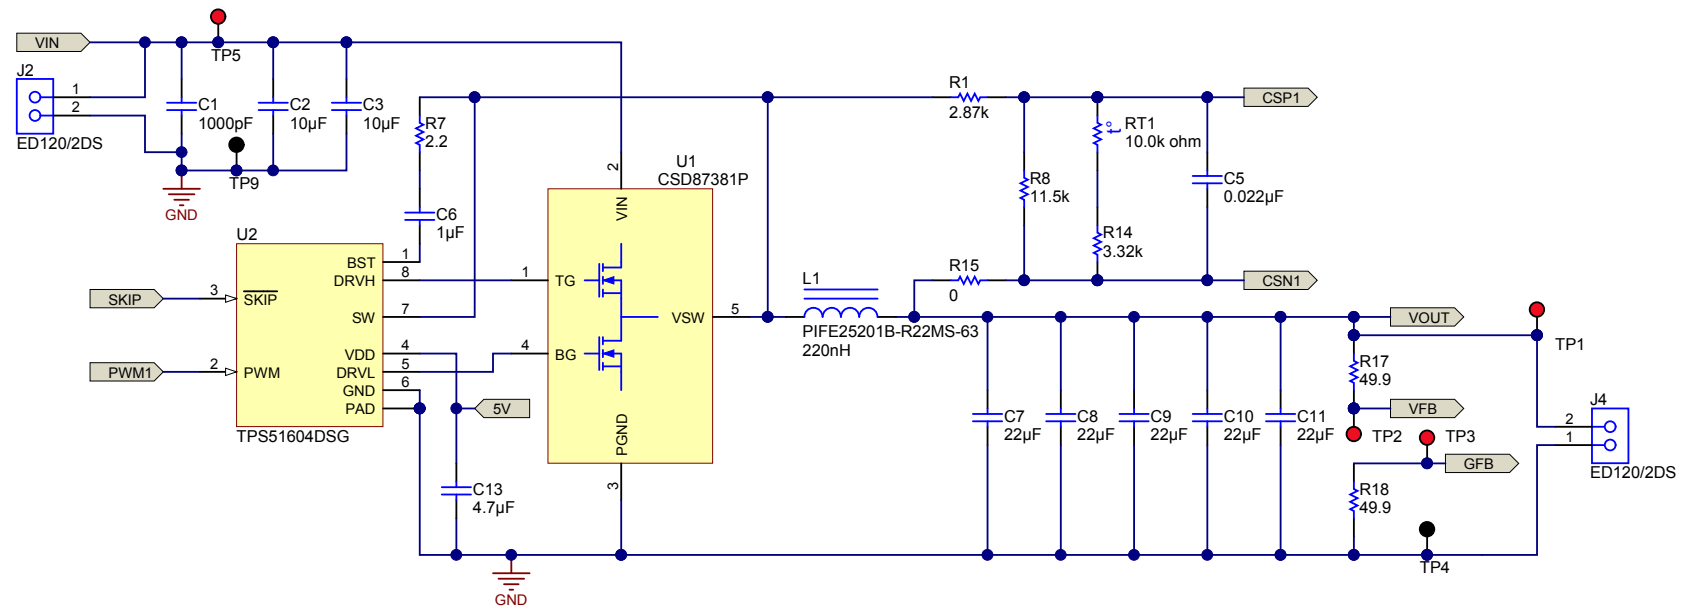 VIN
TP5
J2
1
2
ED120/2DS
C1
1000pF
C2
10µF
C3
10µF
TP9
GND
R7
2.2
C6
1µF
R1
2.87k
CSP1
RT1
t°
10.0k ohm
R8
11.5k
C5
0.022µF
R14
3.32k
R15
0
CSN1
U1
CSD87381P
2
VIN
1
TG
VSW
5
4
BG
PGND
3
U2
BST
1
DRVH
8
SKIP
3
SKIP
SW
7
VDD
4
PWM1
2
PWM
DRVL
5
GND
6
PAD
5V
TPS51604DSG
C13
4.7µF
GND
L1
PIFE25201B-R22MS-63
220nH
VOUT
TP1
R17
49.9
VFB
TP2
TP3
GFB
R18
49.9
C7
22µF
C8
22µF
C9
22µF
C10
22µF
C11
22µF
J4
2
1
ED120/2DS
TP4